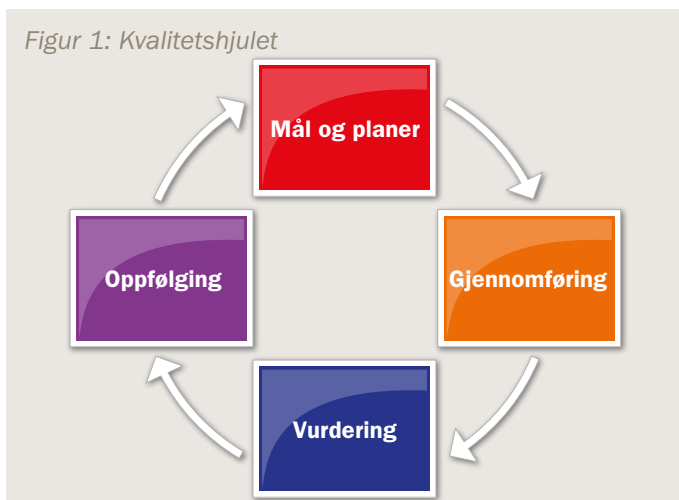 Figur 1: Kvalitetshjulet
Mål og planer
Gjennomføring
Vurdering
Oppfølging